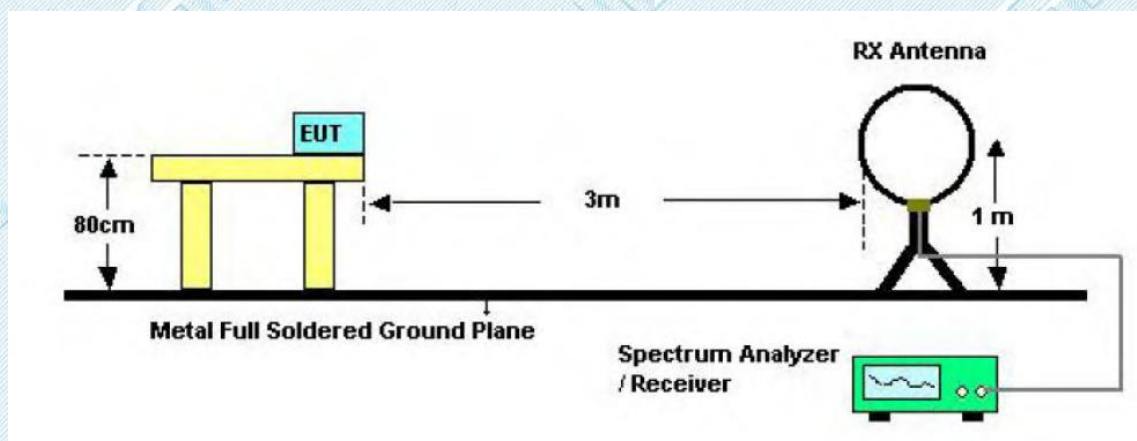 RX Antenna
EUT
3m
80cm
1 m
Metal Full Soldered Ground Plane
Spectrum Analyzer
/ Receiver